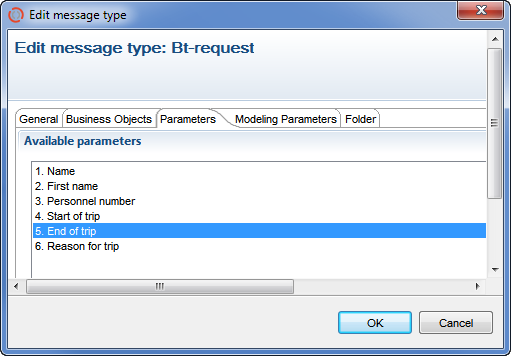 Edit message type
Edit message type: Bt-request
General Business Objects Parameters Modeling Parameters Folder
Available parameters
1. Name
2. First name
3. Personnel number
4. Start of trip
5. End of trip
6. Reason for trip
OK Cancel